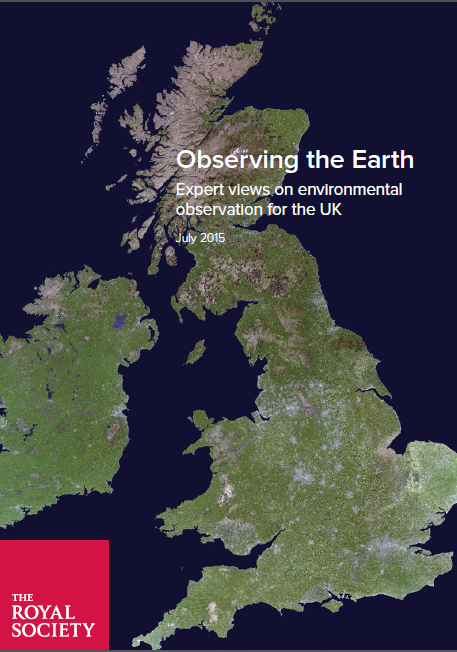 Observing the Earth
Expert views on environmental
observation for the UK
July 2015
THE
ROYAL
SOCIETY